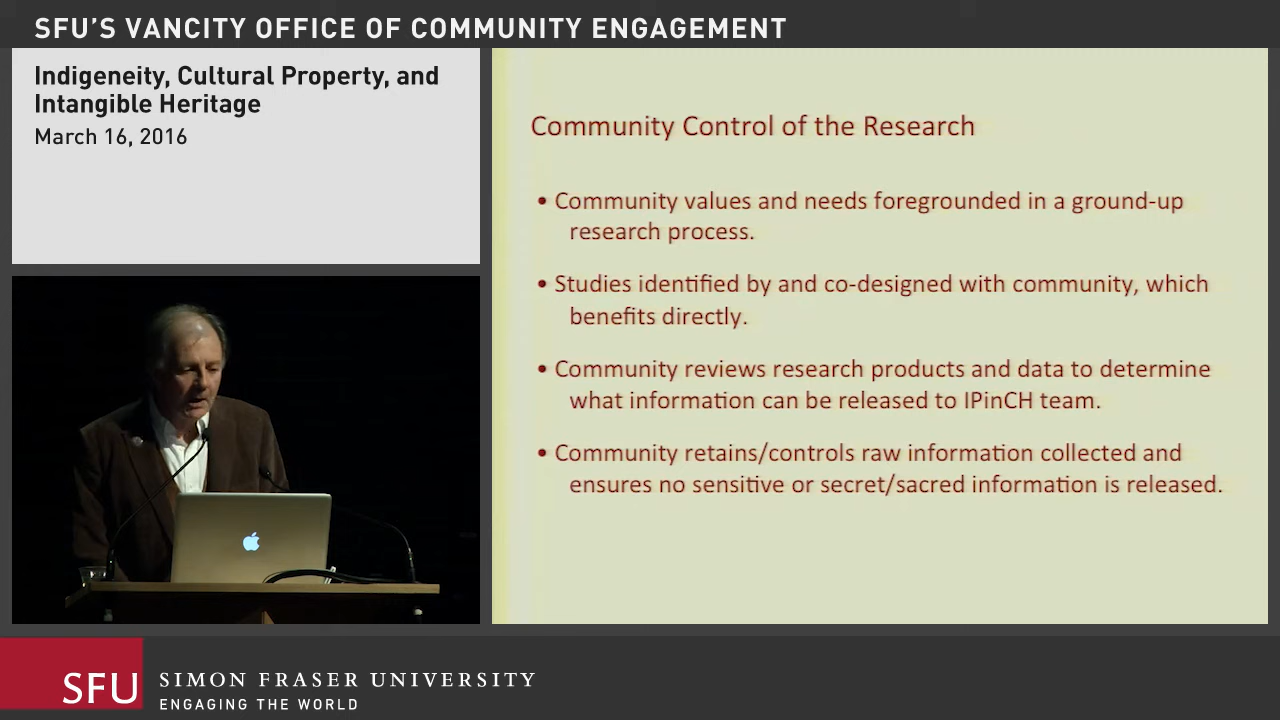 SFU'S VANCITY OFFICE OF COMMUNITY ENGAGEMENT
Indigeneity, Cultural Property, and
Intangible Heritage
March 16, 2016
Community Control of the Research
• Community values and needs foregrounded in a ground-up
research process.
• Studies identified by and co-designed with community, which
benefits directly.
• Community reviews research products and data to determine
what information can be released to IPinCH team.
• Community retains/controls raw information collected and
ensures no sensitive or secret/sacred information is released.
SFU
SIMON FRASER UNIVERSITY
ENGAGING THE WORLD